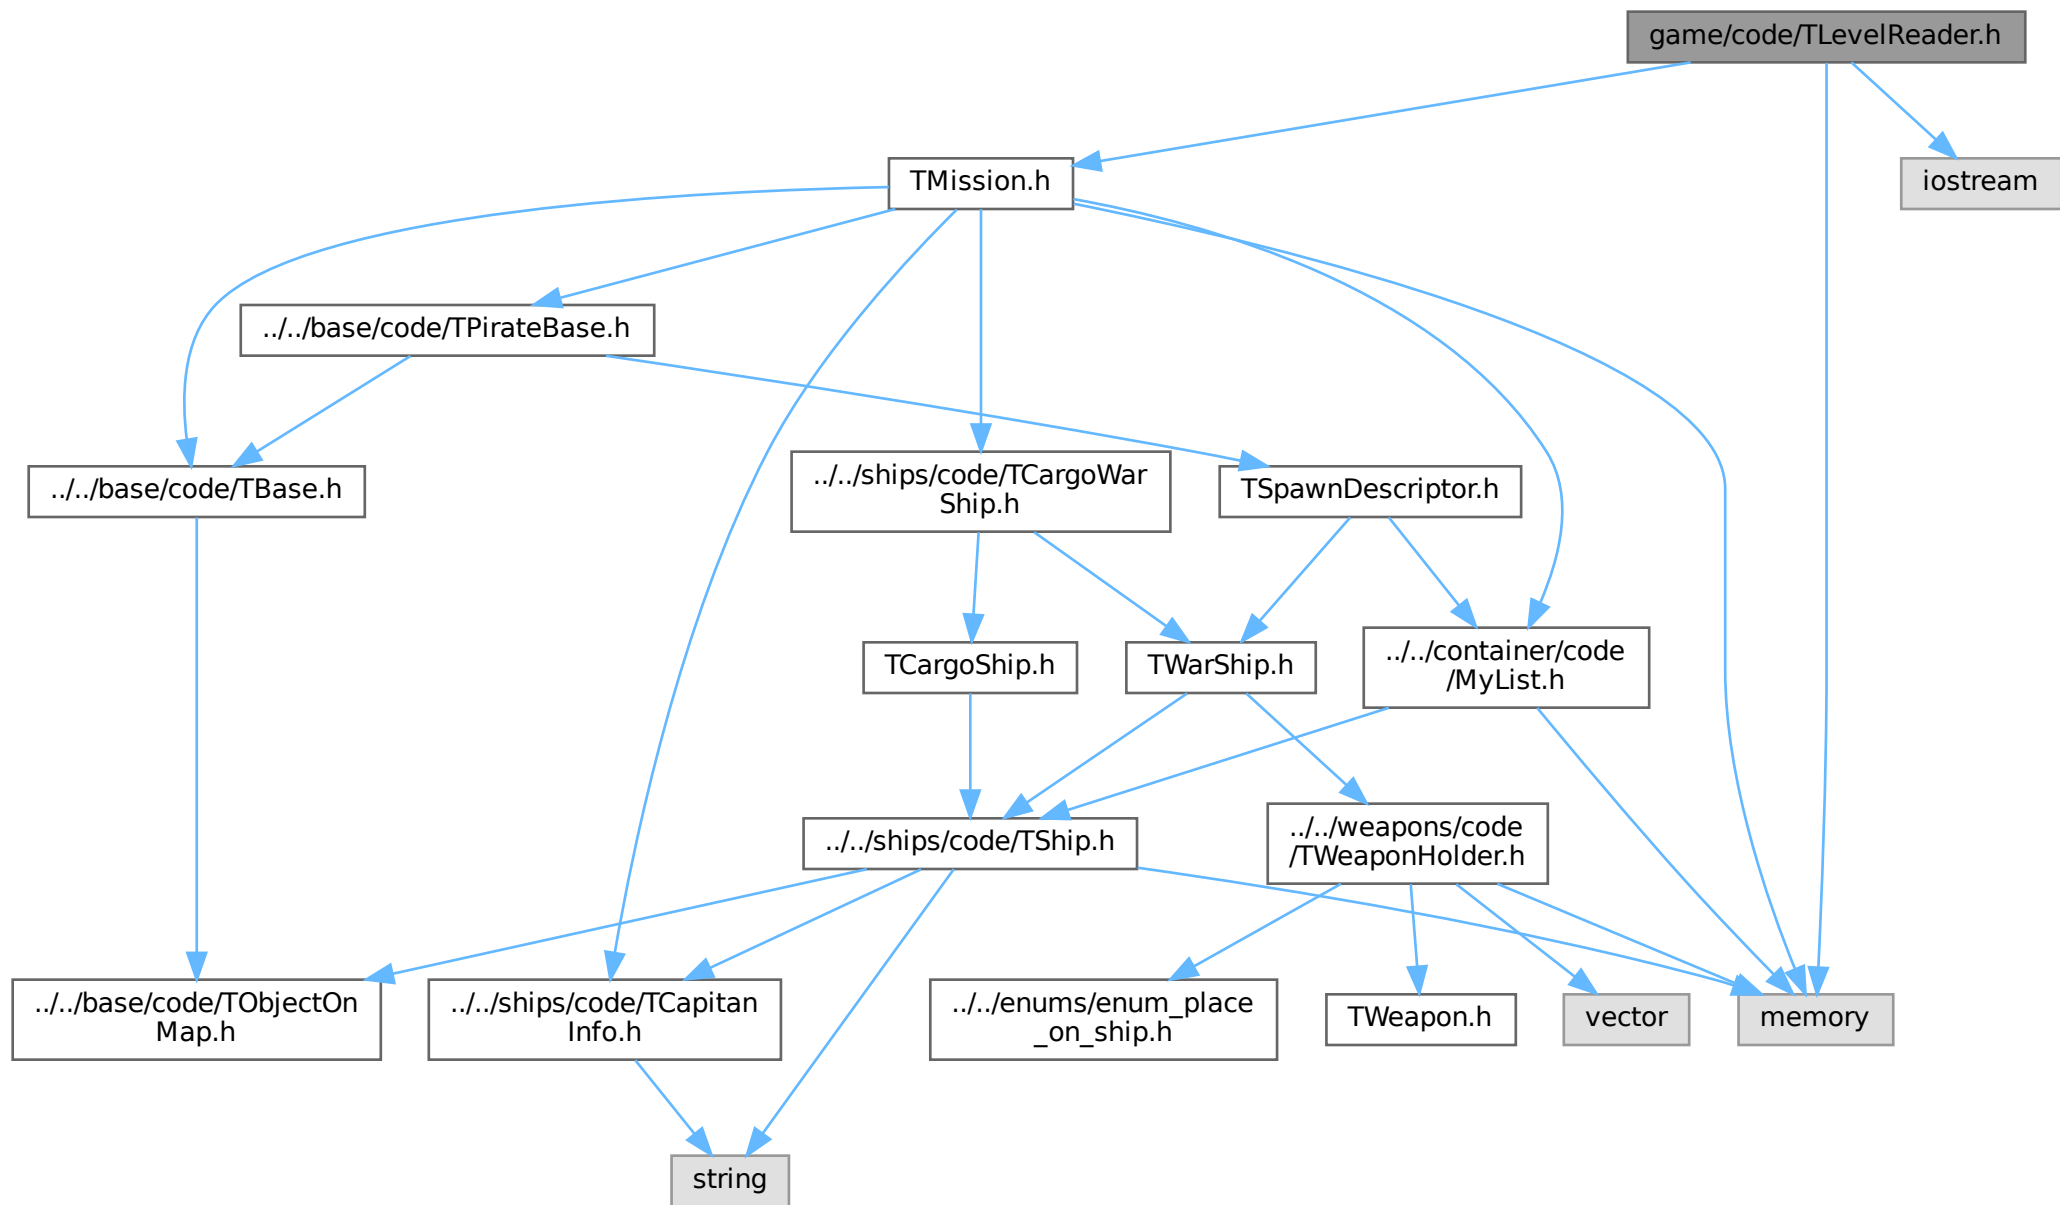 game/code/TLevelReader.h
TMission.h
iostream
../../base/code/TPirateBase.h
../../base/code/TBase.h
../../ships/code/TCargoWar
Ship.h
TSpawnDescriptor.h
TCargoShip.h
TWarShip.h
../../container/code
/MyList.h
../../ships/code/TShip.h
../../weapons/code
/TWeaponHolder.h
../../base/code/TObjectOn
Map.h
../../ships/code/TCapitan
Info.h
../../enums/enum_place
_on_ship.h
TWeapon.h
vector
memory
string